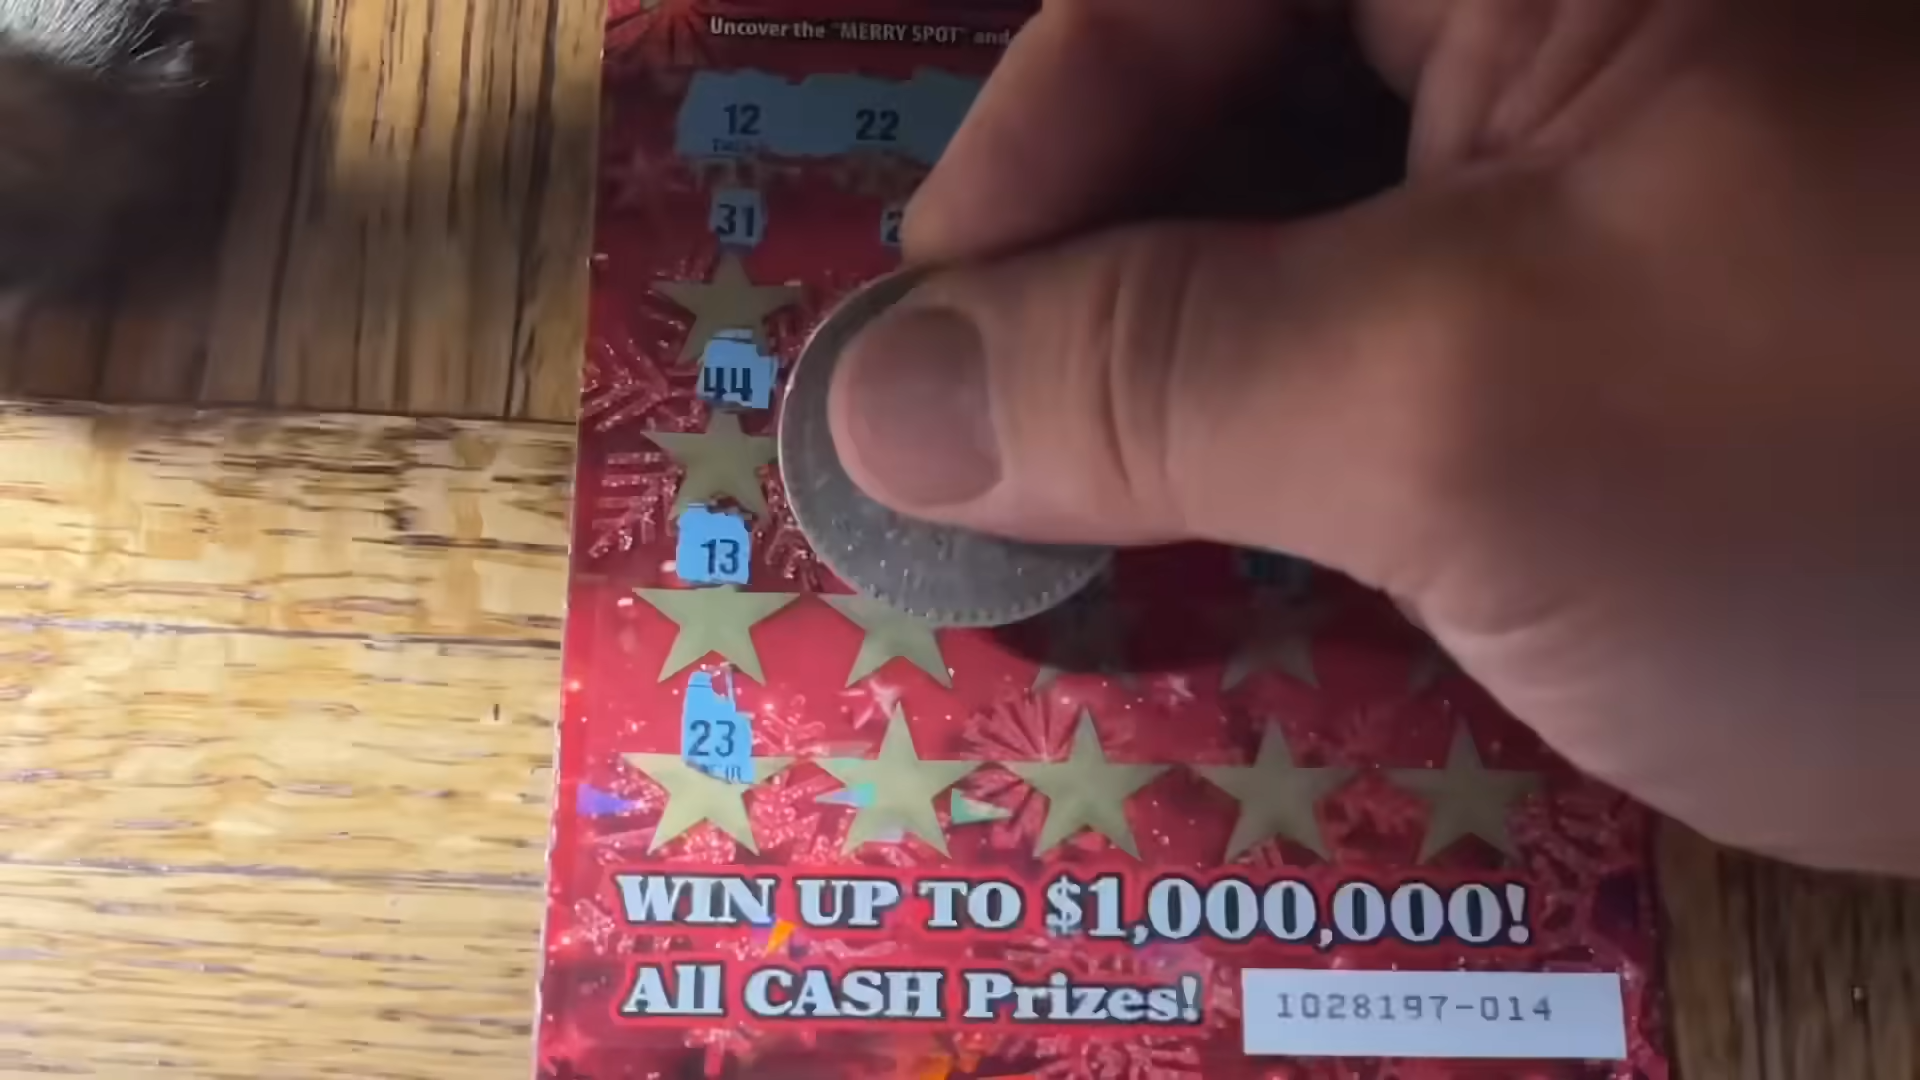 Uncover the "MERRY SPOT" and
12 22
31
44
13
23
WIN UP TO $1,000,000!
All CASH Prizes!
1028197-014